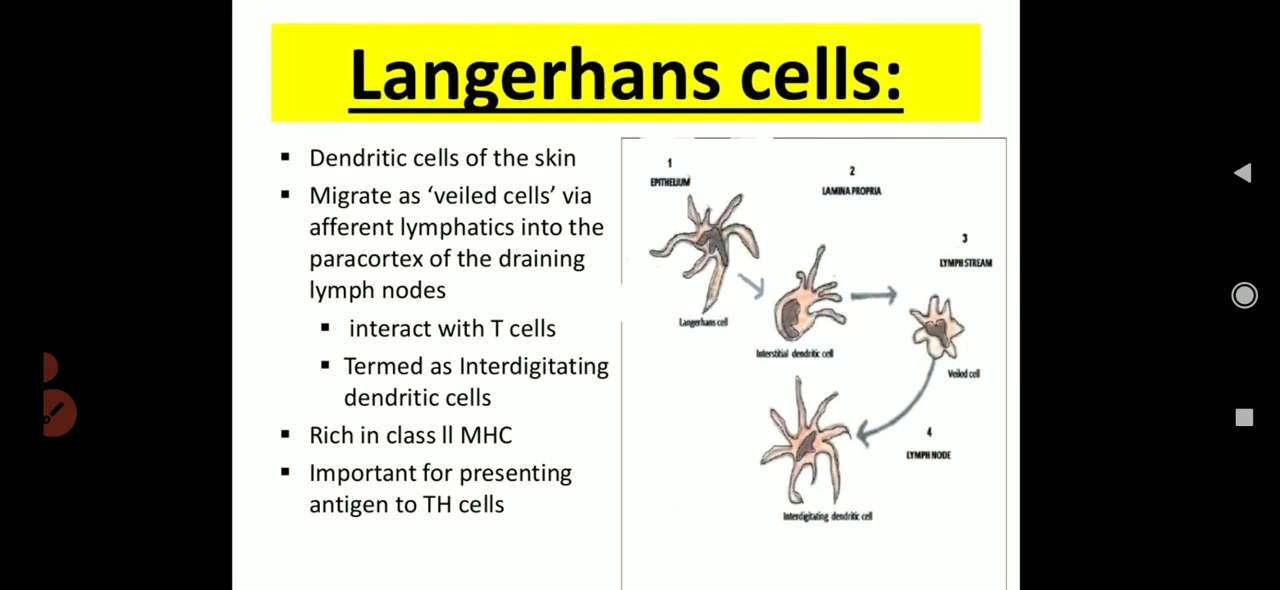 Langerhans cells:
▪ Dendritic cells of the skin
▪ Migrate as ‘veiled cells’ via
afferent lymphatics into the
paracortex of the draining
lymph nodes
▪ interact with T cells
▪ Termed as Interdigitating
dendritic cells
▪ Rich in class ll MHC
▪ Important for presenting
antigen to TH cells
1
EPITHELIUM
Langerhans cell
2
LAMINA PROPRIA
Interstitial dendritic cell
3
LYMPH STREAM
Veiled cell
4
LYMPH NODE
Interdigitating dendritic cell